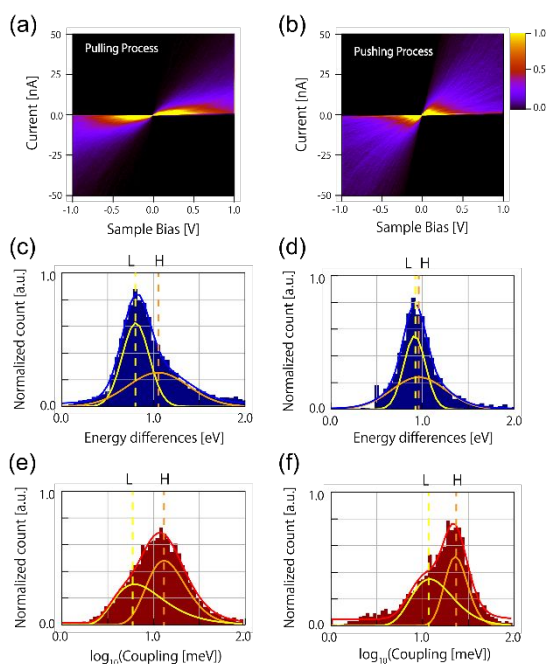 (a)
(b)
Pulling Process
Pushing Process
Current [nA]
50
25
0.0
-25
-50
-1.0 -0.5 0.0 0.5 1.0
Sample Bias [V]
Current [nA]
50
25
0.0
-25
-50
-1.0 -0.5 0.0 0.5 1.0
Sample Bias [V]
1.0
0.5
0.0
(c)
L H
Normalized count [a.u.]
1.0
0.0
0.0 1.0 2.0
Energy differences [eV]
(d)
L H
Normalized count [a.u.]
1.0
0.0
0.0 1.0 2.0
Energy differences [eV]
(e)
L H
Normalized count [a.u.]
1.0
0.0
0.0 1.0 2.0
log10(Coupling [meV])
(f)
L H
Normalized count [a.u.]
1.0
0.0
0.0 1.0 2.0
log10(Coupling [meV])